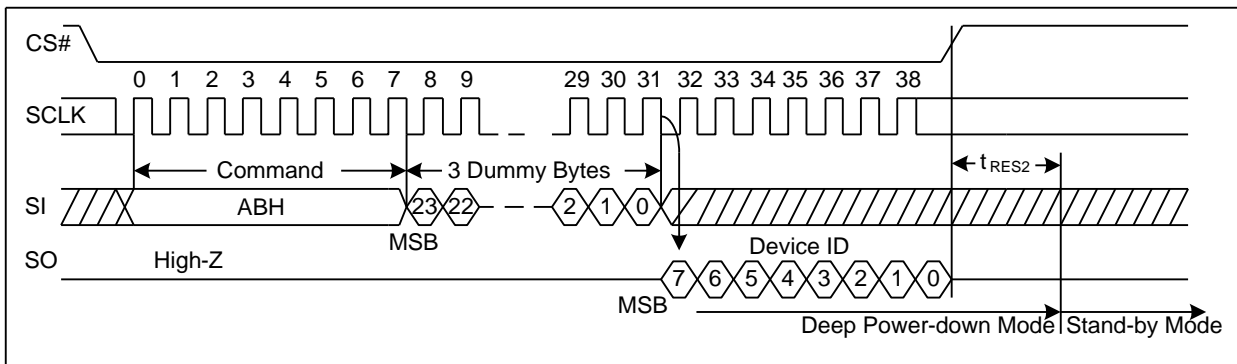 CS#
0 1 2 3 4 5 6 7 8 9 29 30 31 32 33 34 35 36 37 38
SCLK
Command 3 Dummy Bytes tRES2
SI ABH 23 22 2 1 0
MSB Device ID
SO High-Z
7 6 5 4 3 2 1 0
MSB
Deep Power-down Mode Stand-by Mode